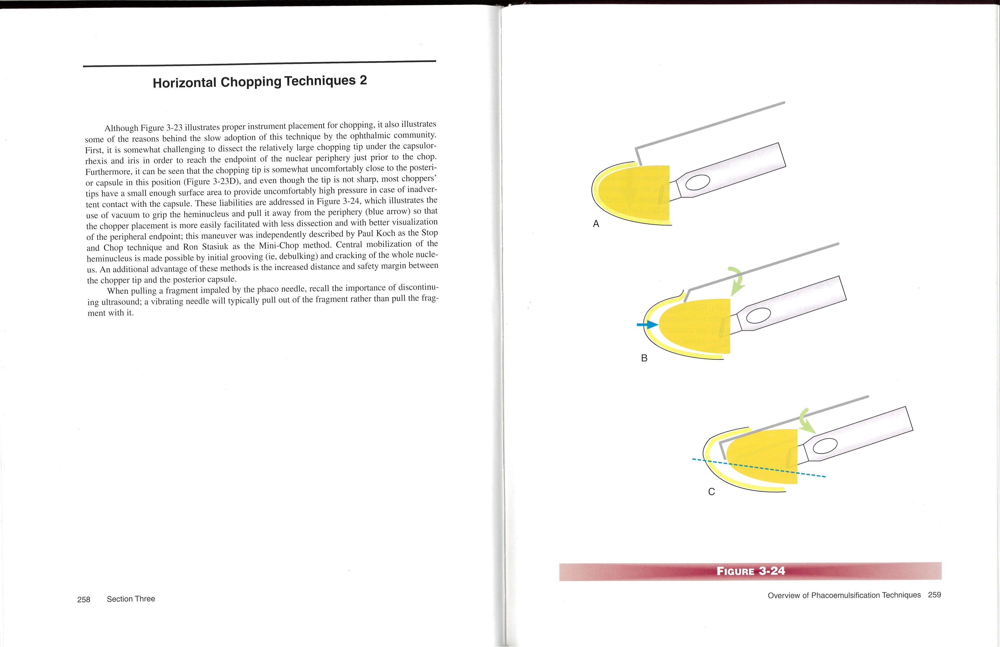 Horizontal Chopping Techniques 2
Although Figure 3-23 illustrates proper instrument placement for chopping, it also illustrates
some of the reasons behind the slow adoption of this technique by the ophthalmic community.
First, it is somewhat challenging to dissect the relatively large chopping tip under the capsulor-
rhexis and iris in order to reach the endpoint of the nuclear periphery just prior to the chop.
Furthermore, it can be seen that the chopping tip is somewhat uncomfortably close to the posteri-
or capsule in this position (Figure 3-23D), and even though the tip is not sharp, most choppers'
tips have a small enough surface area to provide uncomfortably high pressure in case of inadver-
tent contact with the capsule. These liabilities are addressed in Figure 3-24, which illustrates the
use of vacuum to grip the heminucleus and pull it away from the periphery (blue arrow) so that
the chopper placement is more easily facilitated with less dissection and with better visualization
of the peripheral endpoint; this maneuver was independently described by Paul Koch as the Stop
and Chop technique and Ron Stasiuk as the Mini-Chop method. Central mobilization of the
heminucleus is made possible by initial grooving (ie, debulking) and cracking of the whole nucle-
us. An additional advantage of these methods is the increased distance and safety margin between
the chopper tip and the posterior capsule.
When pulling a fragment impaled by the phaco needle, recall the importance of discontinu-
ing ultrasound; a vibrating needle will typically pull out of the fragment rather than pull the frag-
ment with it.
258 Section Three
A
B
C
FIGURE 3-24
Overview of Phacoemulsification Techniques 259